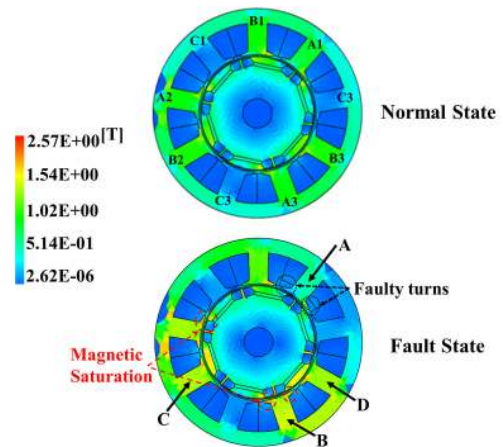 B1
C1
A1
A2
C3
Normal State
B2
B3
C3
A3
2.57E+00[T]
1.54E+00
1.02E+00
5.14E-01
2.62E-06
A
Faulty turns
Magnetic
Saturation
Fault State
C
D
B